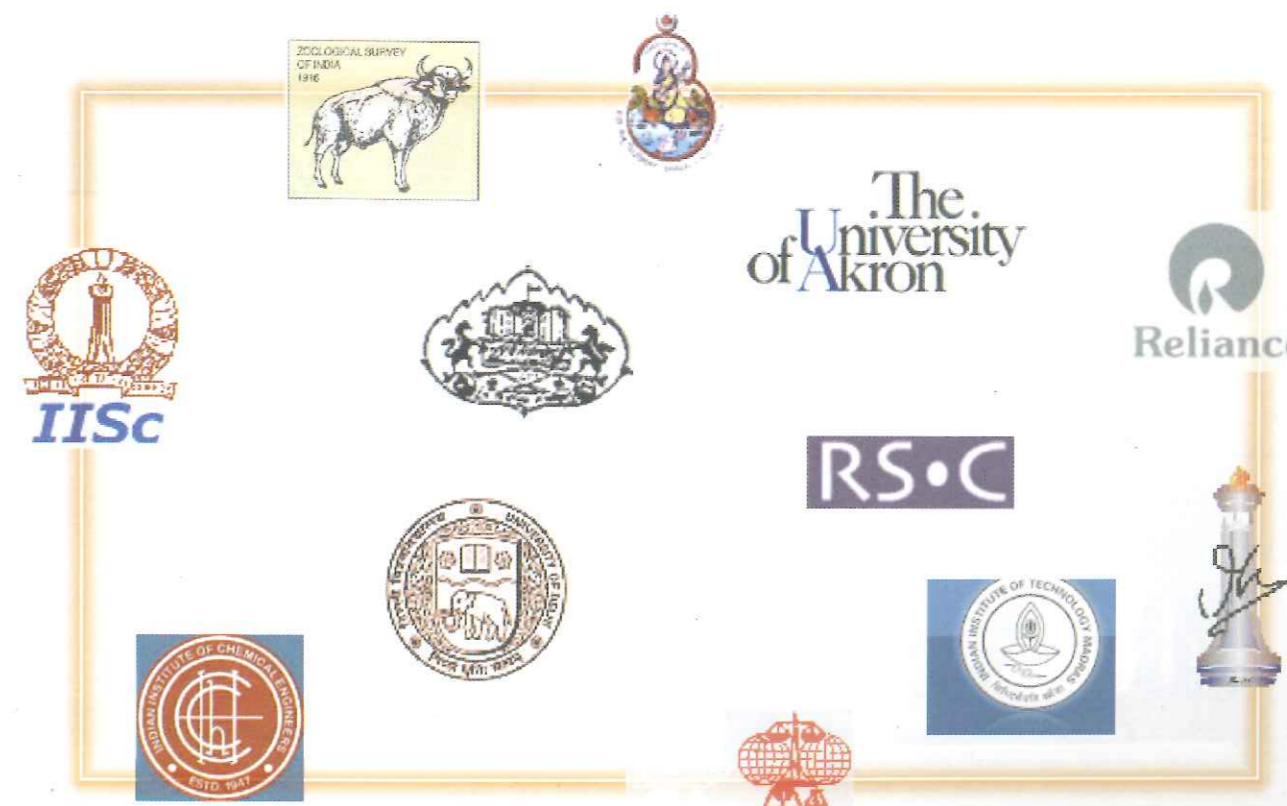 ZOOLOGICAL SURVEY
OF INDIA
1916
The
University
of Akron
Reliance
IISc
RS•C
UNIVERSITY OF DELHI
INDIAN INSTITUTE OF TECHNOLOGY MADRAS
INDIAN INSTITUTE OF CHEMICAL ENGINEERS
ESTD. 1947